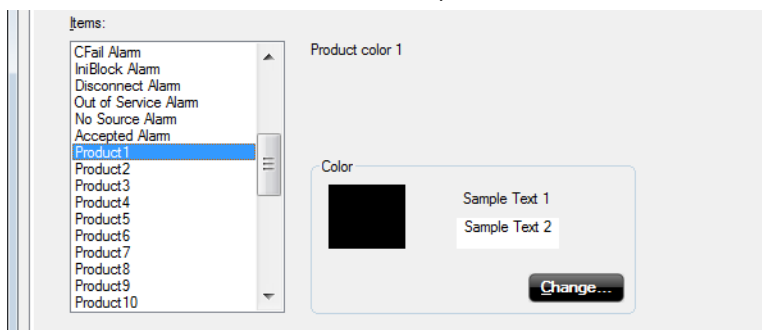 Items:
CFail Alarm
IniBlock Alarm
Disconnect Alarm
Out of Service Alarm
No Source Alarm
Accepted Alarm
Product1
Product2
Product3
Product4
Product5
Product6
Product7
Product8
Product9
Product10
Product color 1
Color
Sample Text 1
Sample Text 2
Change...